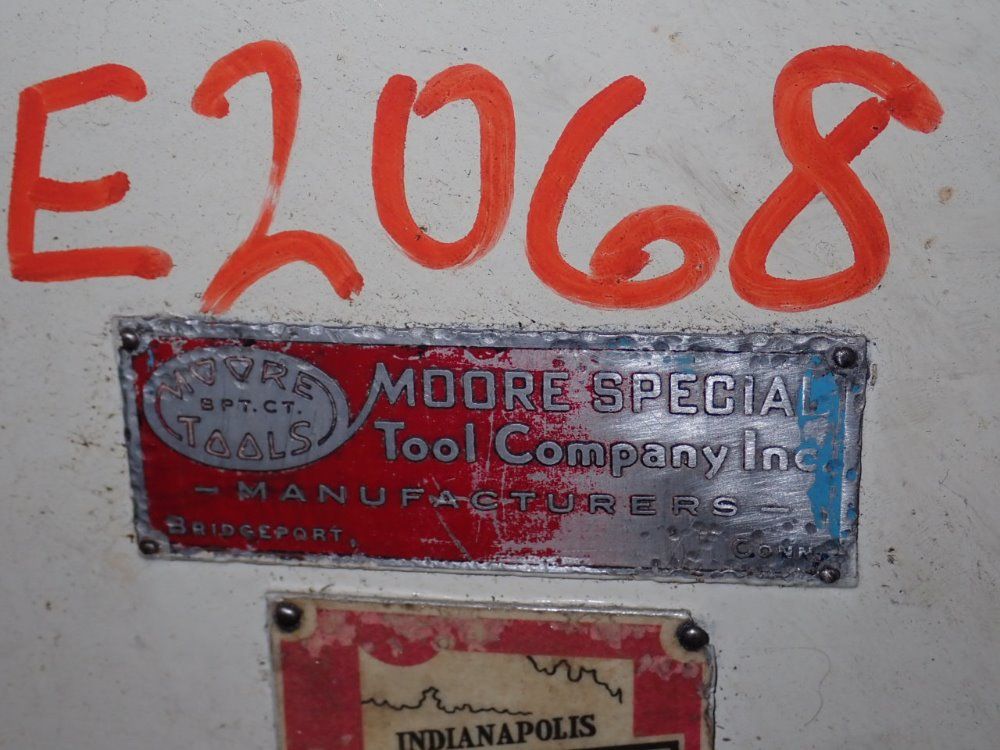 E2068
MOORE
BPT. CT.
TOOLS
MOORE SPECIAL
Tool Company Inc
- MANUFACTURERS -
BRIDGEPORT, CONN.
INDIANAPOLIS